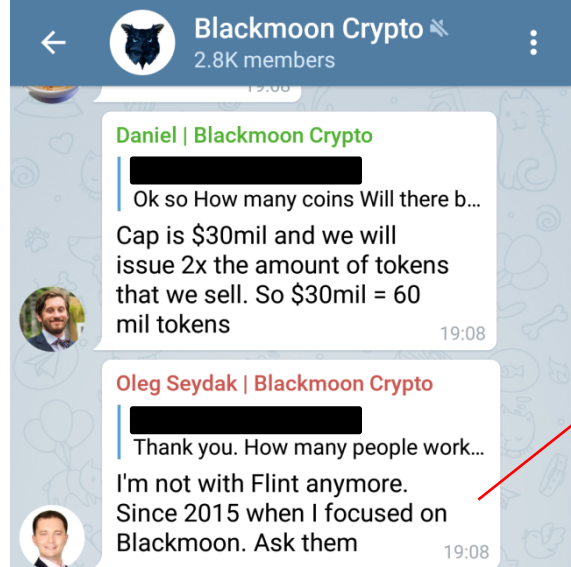 Blackmoon Crypto
2.8K members
Daniel | Blackmoon Crypto
Ok so How many coins Will there b...
Cap is $30mil and we will
issue 2x the amount of tokens
that we sell. So $30mil = 60
mil tokens
19:08
Oleg Seydak | Blackmoon Crypto
Thank you. How many people work...
I'm not with Flint anymore.
Since 2015 when I focused on
Blackmoon. Ask them
19:08